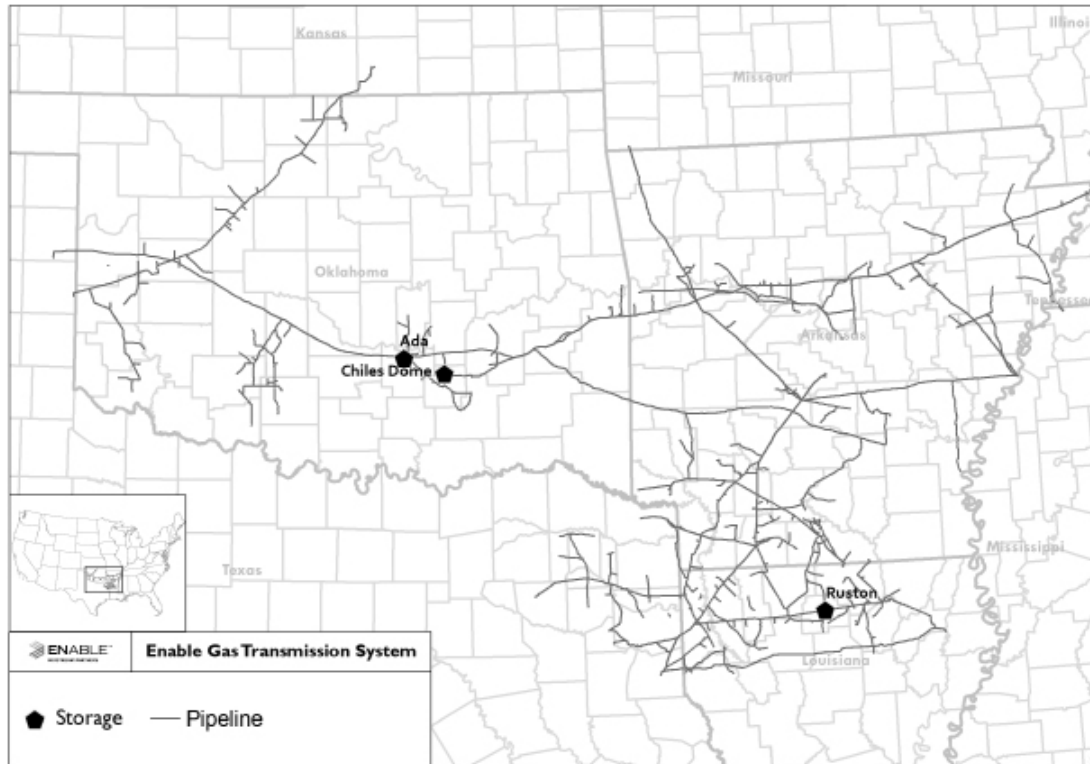 Kansas
Illinoi
Missouri
Oklahoma
Ada
Chiles Dome
Arkansas
Tennessee
Texas
Mississippi
Ruston
Louisiana
ENABLE
Enable Gas Transmission System
Storage
Pipeline